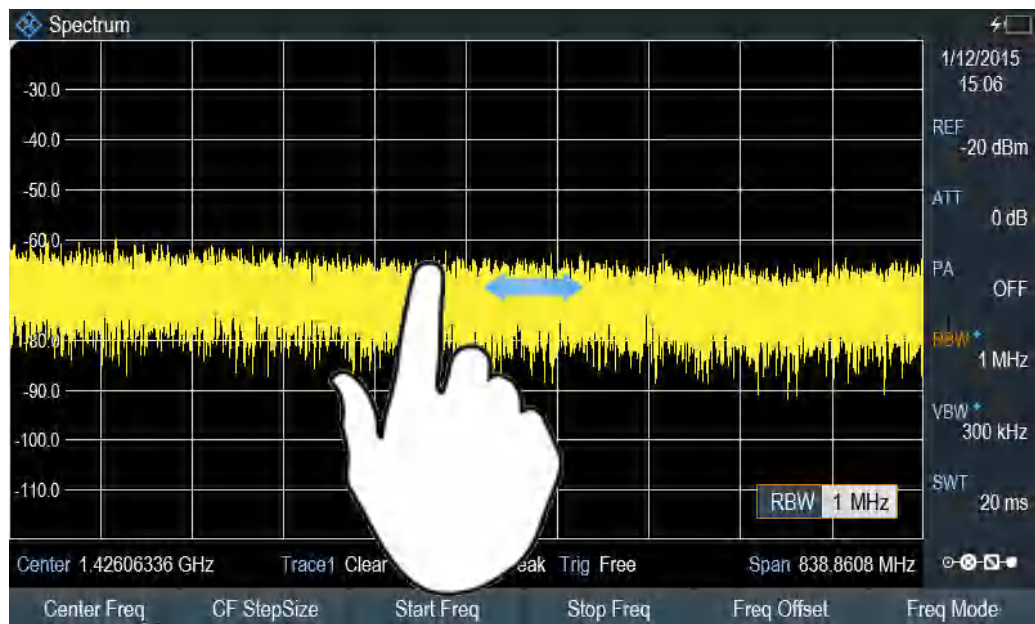 Spectrum
1/12/2015
15:06
-30.0
-40.0
-50.0
-60.0
-80.0
-90.0
-100.0
-110.0
REF
-20 dBm
ATT
0 dB
PA
OFF
RBW
1 MHz
VBW
300 kHz
SWT
20 ms
RBW 1 MHz
Center 1.42606336 GHz Trace1 Clear Trig Free Span 838.8608 MHz
Center Freq CF StepSize Start Freq Stop Freq Freq Offset Freq Mode